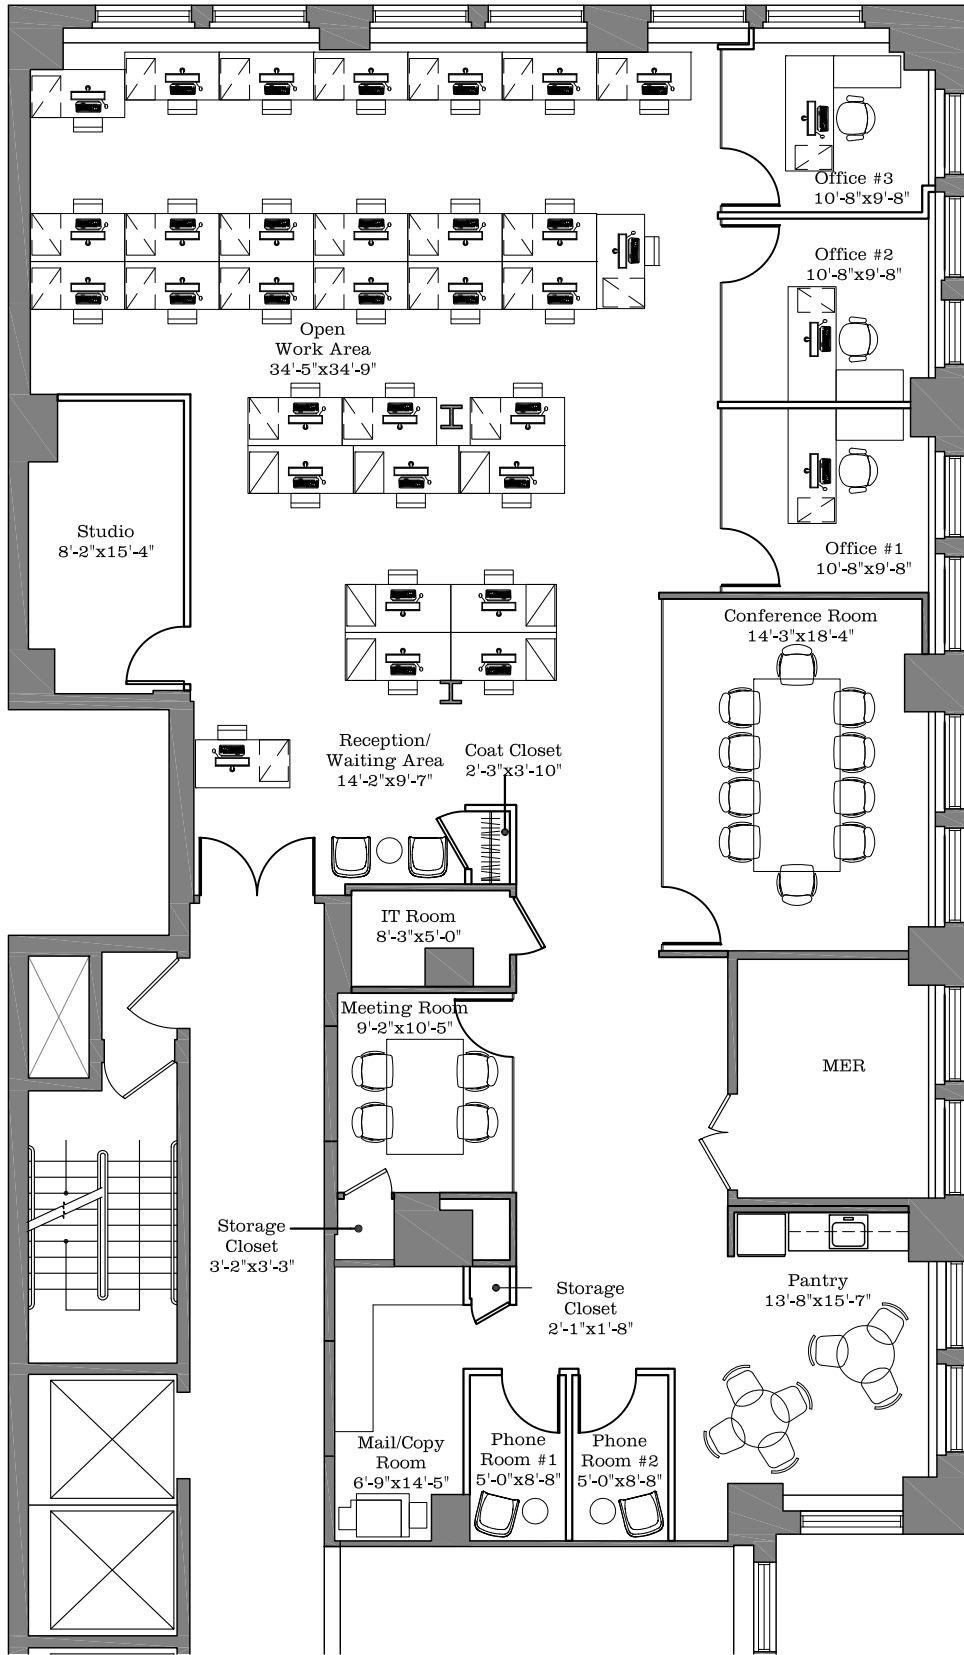 Office #3
10'-8"x9'-8"
Office #2
10'-8"x9'-8"
Open
Work Area
34'-5"x34'-9"
Studio
8'-2"x15'-4"
Office #1
10'-8"x9'-8"
Conference Room
14'-3"x18'-4"
Reception/
Waiting Area
14'-2"x9'-7"
Coat Closet
2'-3"x3'-10"
IT Room
8'-3"x5'-0"
Meeting Room
9'-2"x10'-5"
MER
Storage
Closet
3'-2"x3'-3"
Storage
Closet
2'-1"x1'-8"
Pantry
13'-8"x15'-7"
Mail/Copy
Room
6'-9"x14'-5"
Phone
Room #1
5'-0"x8'-8"
Phone
Room #2
5'-0"x8'-8"